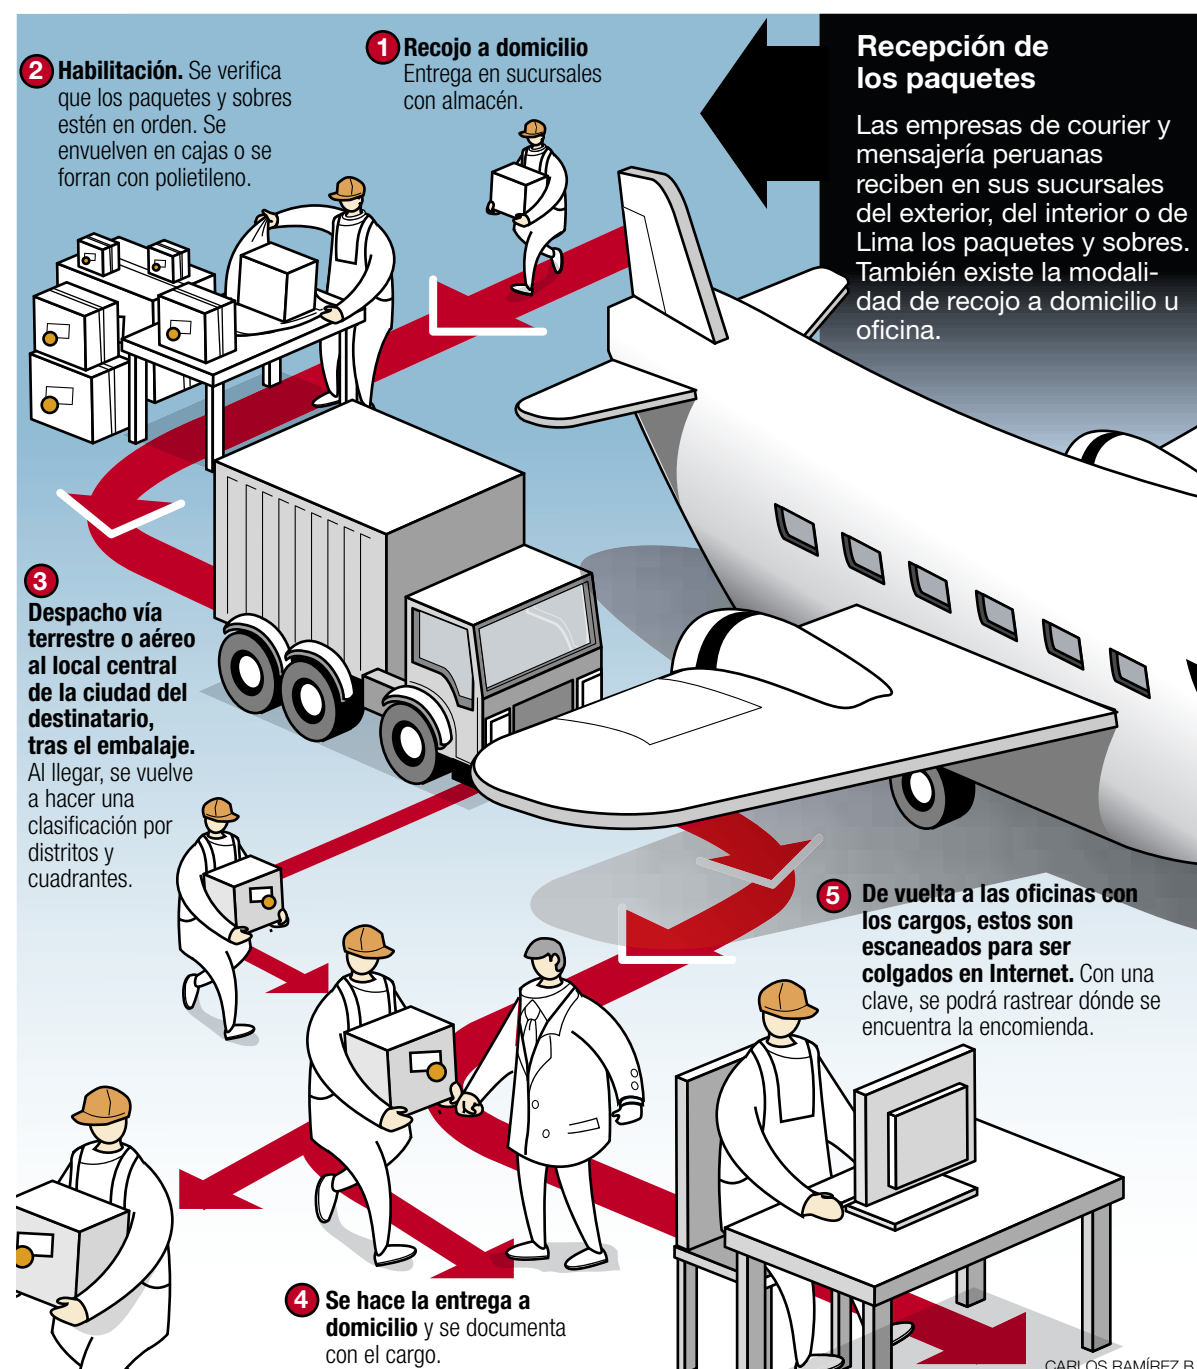 Recepción de
los paquetes
Las empresas de courier y
mensajería peruanas
reciben en sus sucursales
del exterior, del interior o de
Lima los paquetes y sobres.
También existe la modali-
dad de recojo a domicilio u
oficina.
1 Recojo a domicilio
Entrega en sucursales
con almacén.
2 Habilitación. Se verifica
que los paquetes y sobres
estén en orden. Se
envuelven en cajas o se
forran con polietileno.
3
Despacho vía
terrestre o aéreo
al local central
de la ciudad del
destinatario,
tras el embalaje.
Al llegar, se vuelve
a hacer una
clasificación por
distritos y
cuadrantes.
4 Se hace la entrega a
domicilio y se documenta
con el cargo.
5 De vuelta a las oficinas con
los cargos, estos son
escaneados para ser
colgados en Internet. Con una
clave, se podrá rastrear dónde se
encuentra la encomienda.
CARLOS RAMÍREZ B